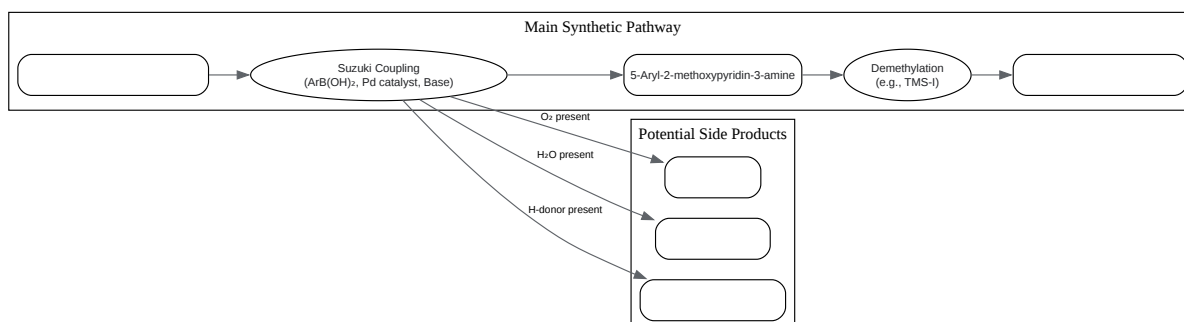 Main Synthetic Pathway
Suzuki Coupling
(ArB(OH)₂, Pd catalyst, Base)
5-Aryl-2-methoxypyridin-3-amine
Demethylation
(e.g., TMS-I)
O₂ present
Potential Side Products
H₂O present
H-donor present